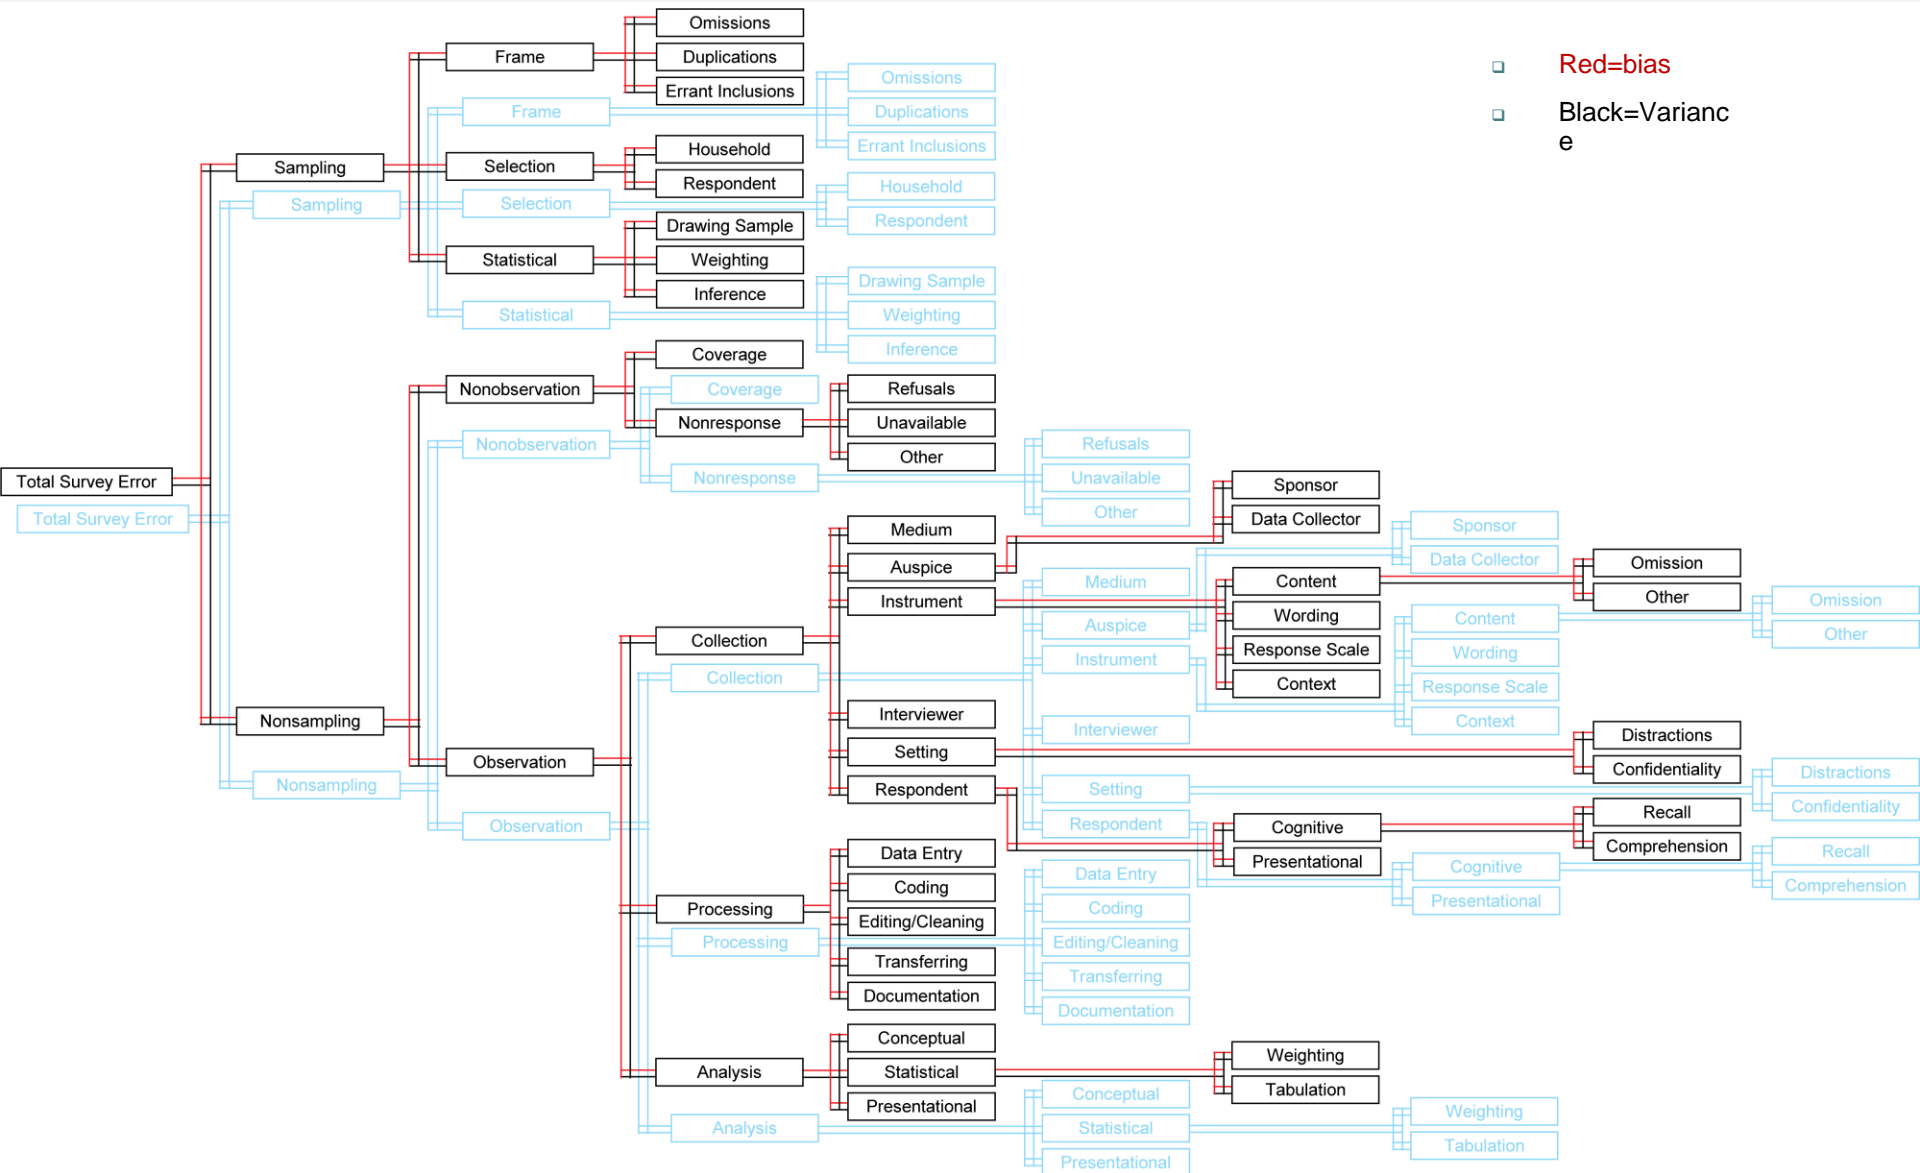 Omissions
Frame
Duplications
Errant Inclusions
Omissions
Frame
Duplications
Errant Inclusions
Red=bias
Black=Varianc
e
Sampling
Selection
Household
Respondent
Sampling
Selection
Household
Respondent
Statistical
Drawing Sample
Weighting
Inference
Statistical
Drawing Sample
Weighting
Inference
Nonobservation
Coverage
Nonresponse
Refusals
Unavailable
Other
Nonobservation
Coverage
Nonresponse
Refusals
Unavailable
Other
Total Survey Error
Total Survey Error
Collection
Medium
Auspice
Instrument
Sponsor
Data Collector
Content
Wording
Response Scale
Context
Omission
Other
Collection
Medium
Auspice
Instrument
Sponsor
Data Collector
Content
Wording
Response Scale
Context
Omission
Other
Nonsampling
Observation
Interviewer
Setting
Respondent
Distractions
Confidentiality
Cognitive
Presentational
Recall
Comprehension
Nonsampling
Observation
Interviewer
Setting
Respondent
Distractions
Confidentiality
Cognitive
Presentational
Recall
Comprehension
Processing
Data Entry
Coding
Editing/Cleaning
Transferring
Documentation
Processing
Data Entry
Coding
Editing/Cleaning
Transferring
Documentation
Analysis
Conceptual
Statistical
Presentational
Weighting
Tabulation
Analysis
Conceptual
Statistical
Presentational
Weighting
Tabulation